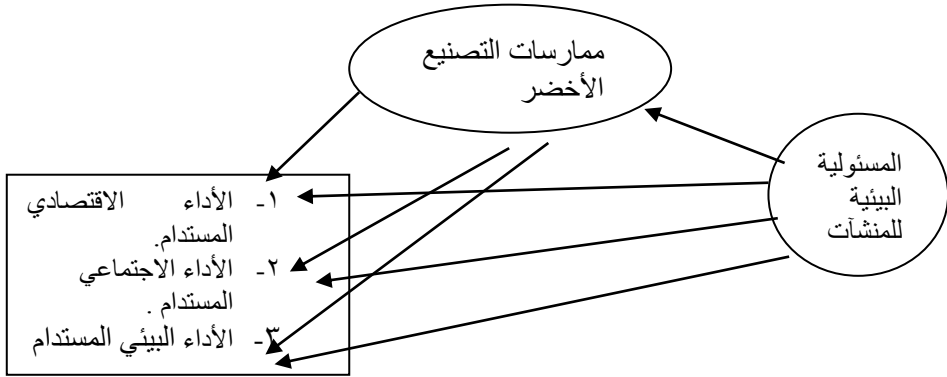 ممارسات التصنيع
الأخضر
المسئولية
البيئية
للمنشآت
١- الأداء الاقتصادي
المستدام.
٢- الأداء الاجتماعي
المستدام .
٣- الأداء البيئي المستدام